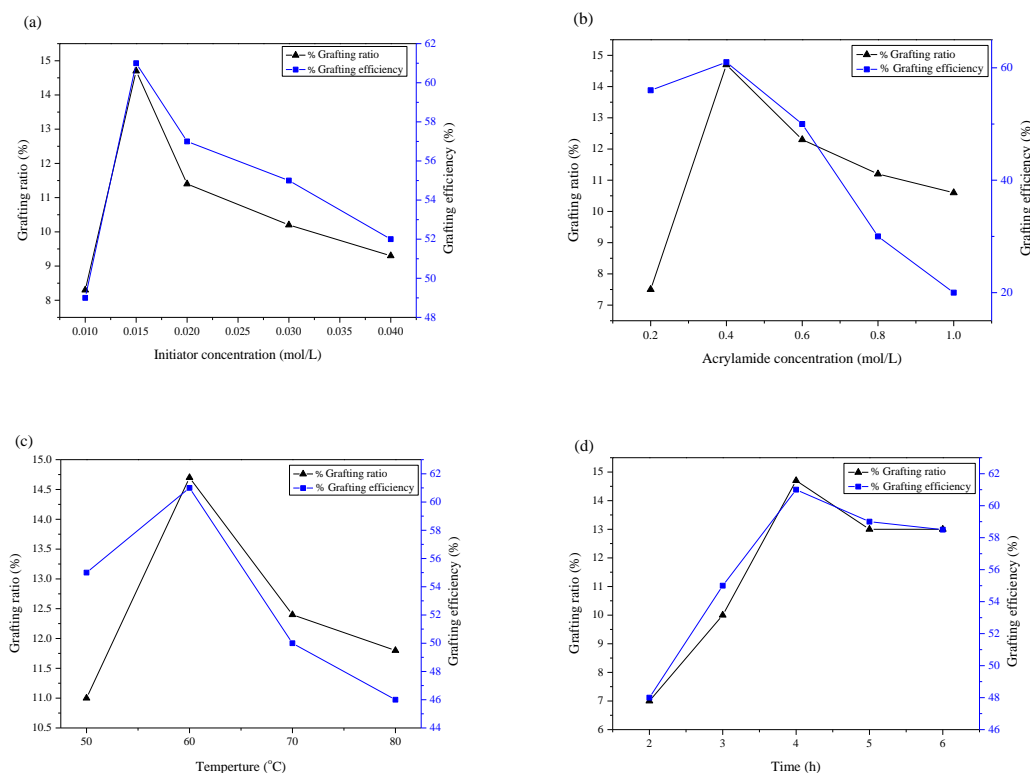 (a)
% Grafting ratio
% Grafting efficiency
15
14
13
12
11
10
9
8
62
60
58
56
54
52
50
48
0.010 0.015 0.020 0.025 0.030 0.035 0.040
Grafting ratio (%)
Grafting efficiency (%)
Initiator concentration (mol/L)
(b)
% Grafting ratio
% Grafting efficiency
15
14
13
12
11
10
9
8
7
60
40
20
0.2 0.4 0.6 0.8 1.0
Grafting ratio (%)
Grafting efficiency (%)
Acrylamide concentration (mol/L)
(c)
% Grafting ratio
% Grafting efficiency
15.0
14.5
14.0
13.5
13.0
12.5
12.0
11.5
11.0
10.5
62
60
58
56
54
52
50
48
46
44
50 60 70 80
Grafting ratio (%)
Grafting efficiency (%)
Temperture (°C)
(d)
% Grafting ratio
% Grafting efficiency
15
14
13
12
11
10
9
8
7
6
62
60
58
56
54
52
50
48
46
2 3 4 5 6
Grafting ratio (%)
Grafting efficiency (%)
Time (h)